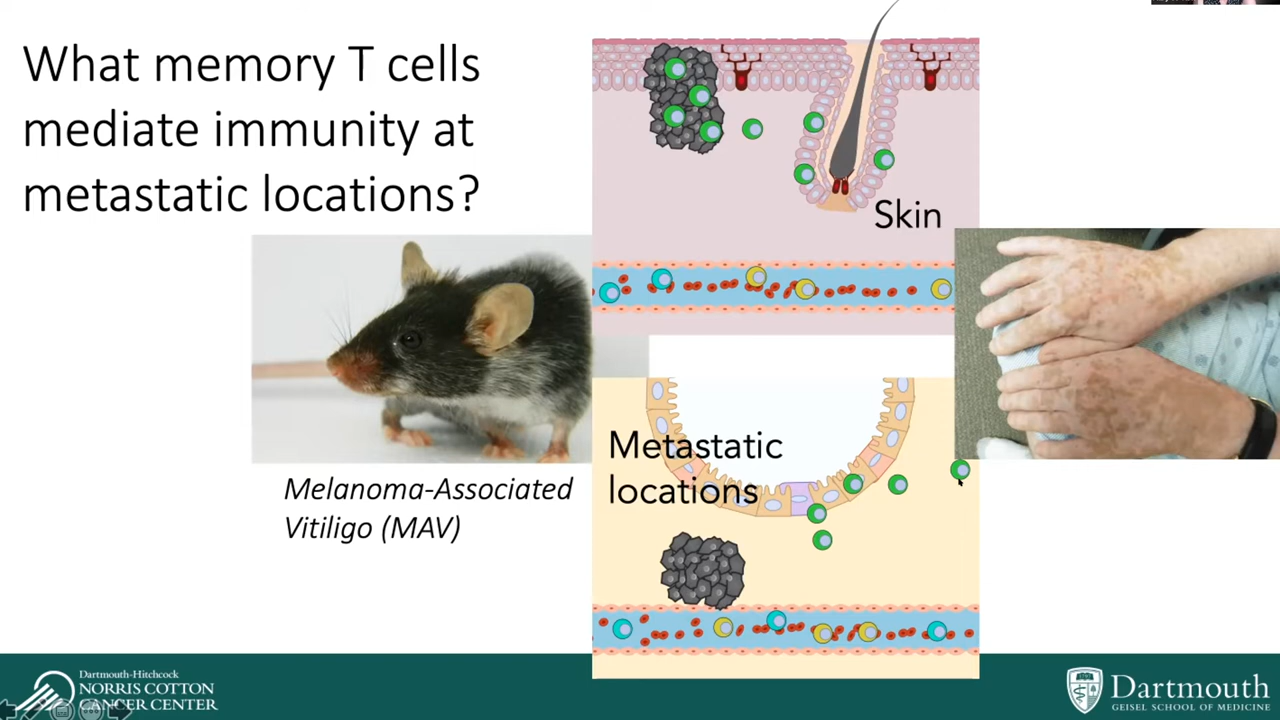 What memory T cells
mediate immunity at
metastatic locations?
Skin
Metastatic
locations
Melanoma-Associated
Vitiligo (MAV)
Dartmouth-Hitchcock
NORRIS COTTON
CANCER CENTER
Dartmouth
GEISEL SCHOOL OF MEDICINE